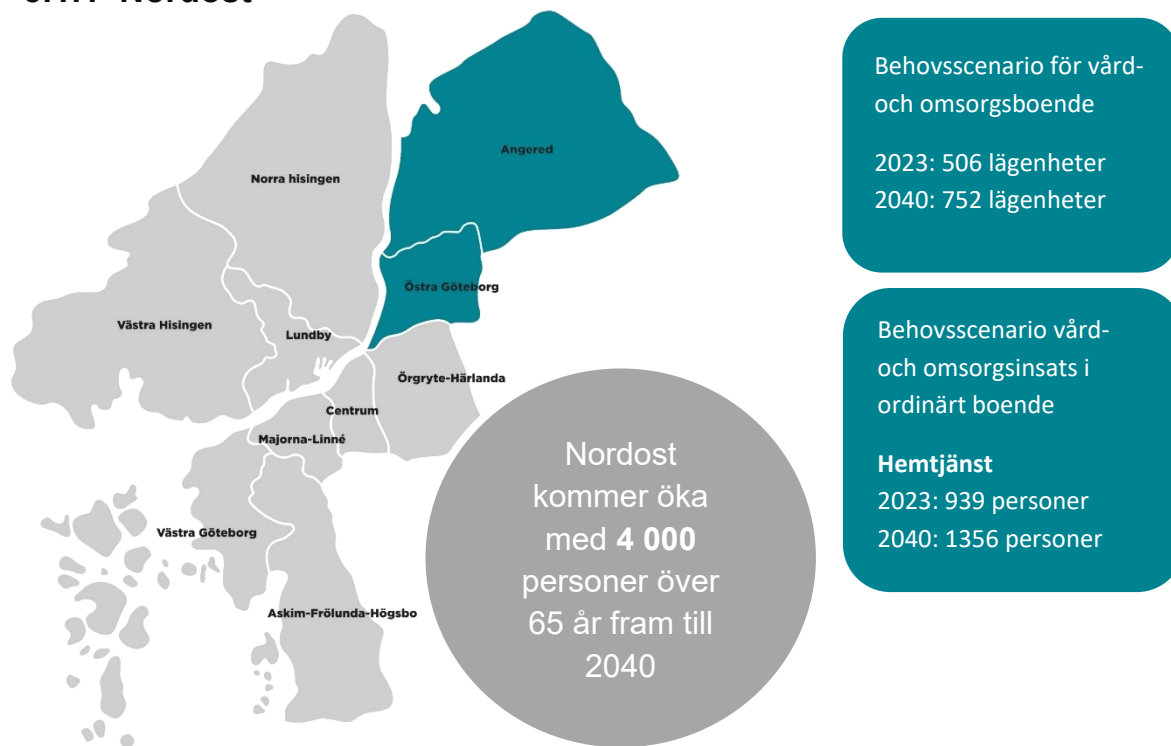 Nordost
Angered
Norra hisingen
Östra Göteborg
Västra Hisingen
Lundby
Örgryte-Härlanda
Centrum
Majorna-Linné
Västra Göteborg
Askim-Frölunda-Högsbo
Nordost
kommer öka
med 4 000
personer över
65 år fram till
2040
Behovsscenario för vård-
och omsorgsboende
2023: 506 lägenheter
2040: 752 lägenheter
Behovsscenario vård-
och omsorgsinsats i
ordinärt boende
Hemtjänst
2023: 939 personer
2040: 1356 personer